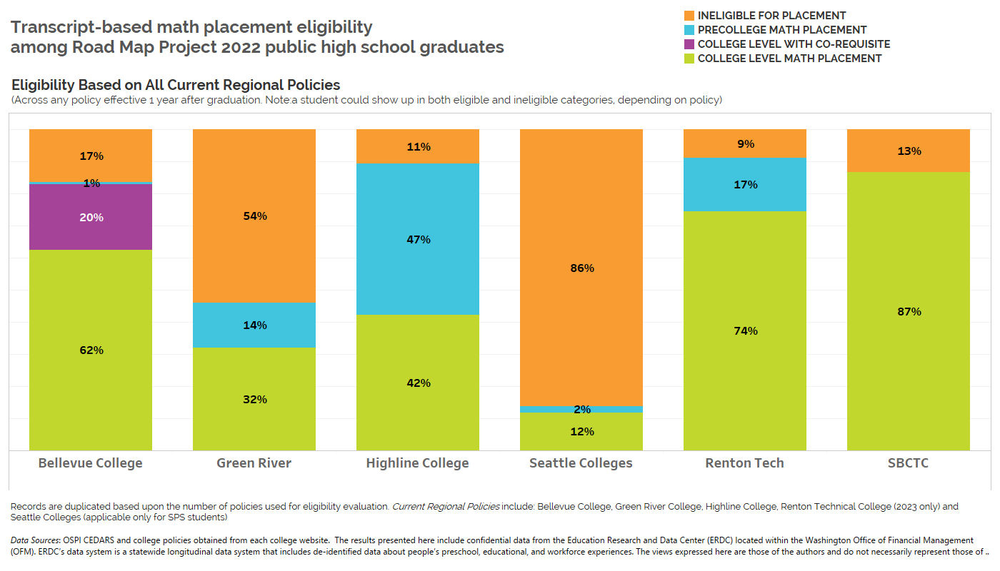 Transcript-based math placement eligibility
among Road Map Project 2022 public high school graduates
INELIGIBLE FOR PLACEMENT
PRECOLLEGE MATH PLACEMENT
COLLEGE LEVEL WITH CO-REQUISITE
COLLEGE LEVEL MATH PLACEMENT
Eligibility Based on All Current Regional Policies
(Across any policy effective 1 year after graduation. Note:a student could show up in both eligible and ineligible categories, depending on policy)
17%
1%
20%
62%
Bellevue College
54%
14%
32%
Green River
11%
47%
42%
Highline College
86%
2%
12%
Seattle Colleges
9%
17%
74%
Renton Tech
13%
87%
SBCTC
Records are duplicated based upon the number of policies used for eligibility evaluation. Current Regional Policies include: Bellevue College, Green River College, Highline College, Renton Technical College (2023 only) and
Seattle Colleges (applicable only for SPS students)
Data Sources: OSPI CEDARS and college policies obtained from each college website. The results presented here include confidential data from the Education Research and Data Center (ERDC) located within the Washington Office of Financial Management
(OFM). ERDC's data system is a statewide longitudinal data system that includes de-identified data about people's preschool, educational, and workforce experiences. The views expressed here are those of the authors and do not necessarily represent those of ..